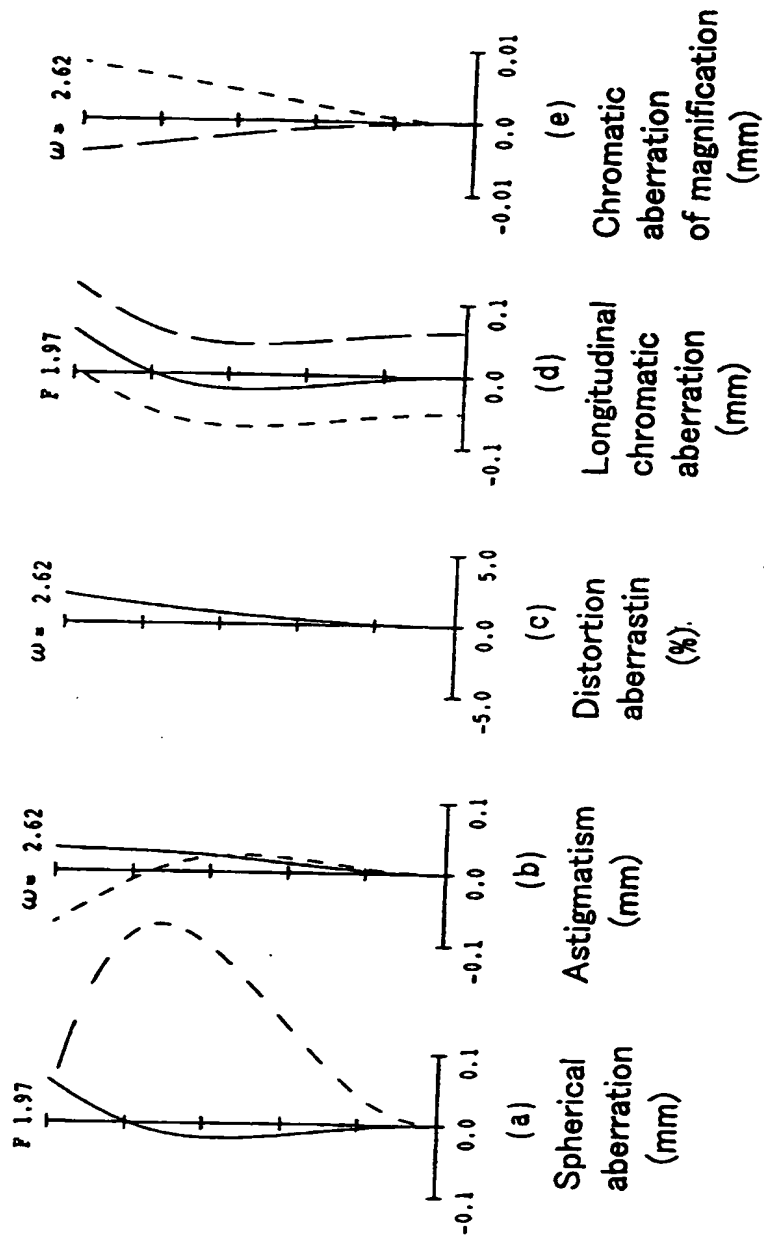 F 1.97
-0.1
0.0
0.1
(a)
Spherical
aberration
(mm)
ω= 2.62
-0.1
0.0
0.1
(b)
Astigmatism
(mm)
ω= 2.62
-5.0
0.0
5.0
(c)
Distortion
aberrastin
(%)
F 1.97
-0.1
0.0
0.1
(d)
Longitudinal
chromatic
aberration
(mm)
ω= 2.62
-0.01
0.0
0.01
(e)
Chromatic
aberration
of magnification
(mm)